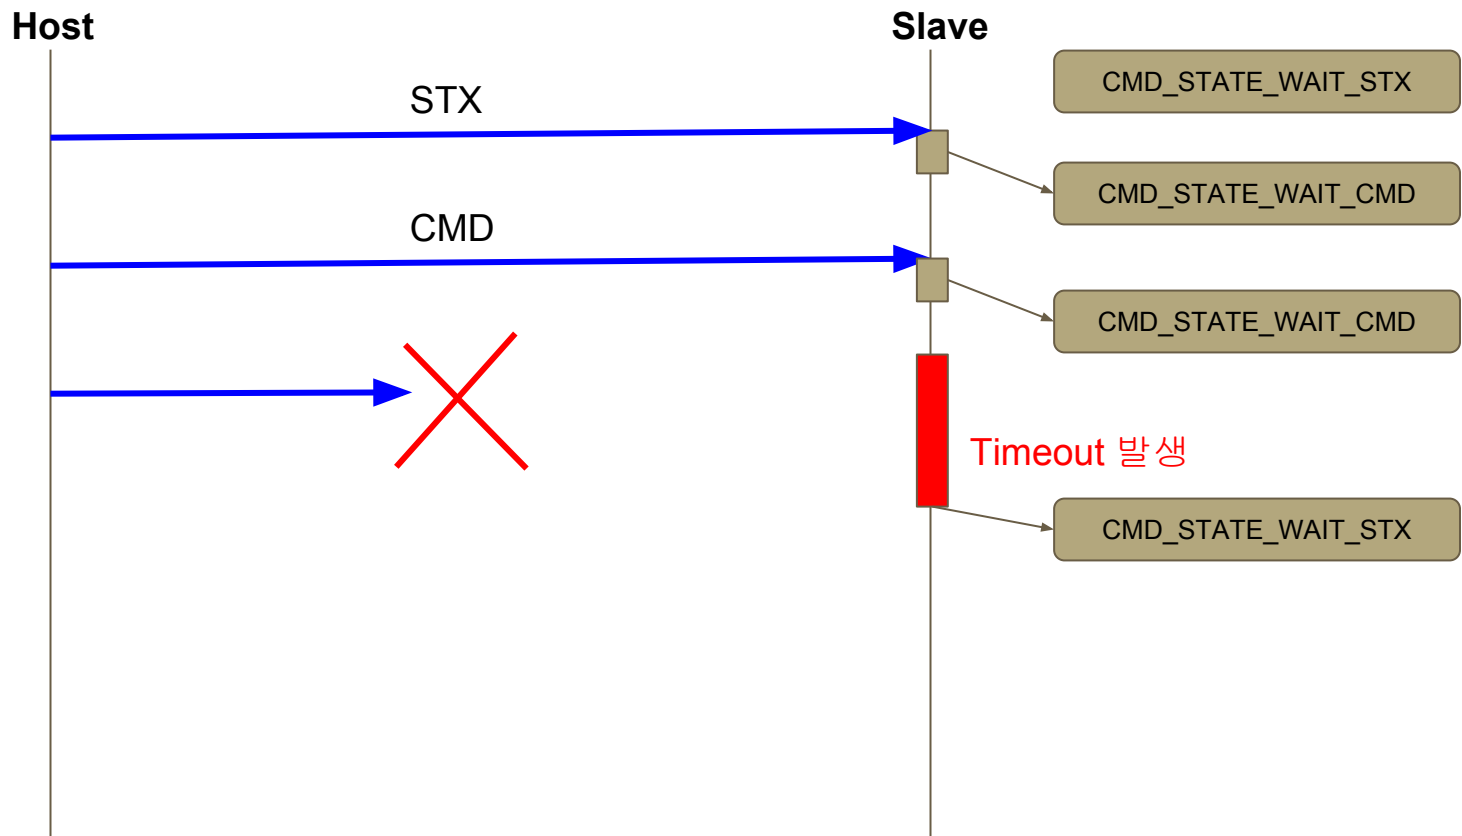 Host
Slave
CMD_STATE_WAIT_STX
STX
CMD_STATE_WAIT_CMD
CMD
CMD_STATE_WAIT_CMD
Timeout 발생
CMD_STATE_WAIT_STX